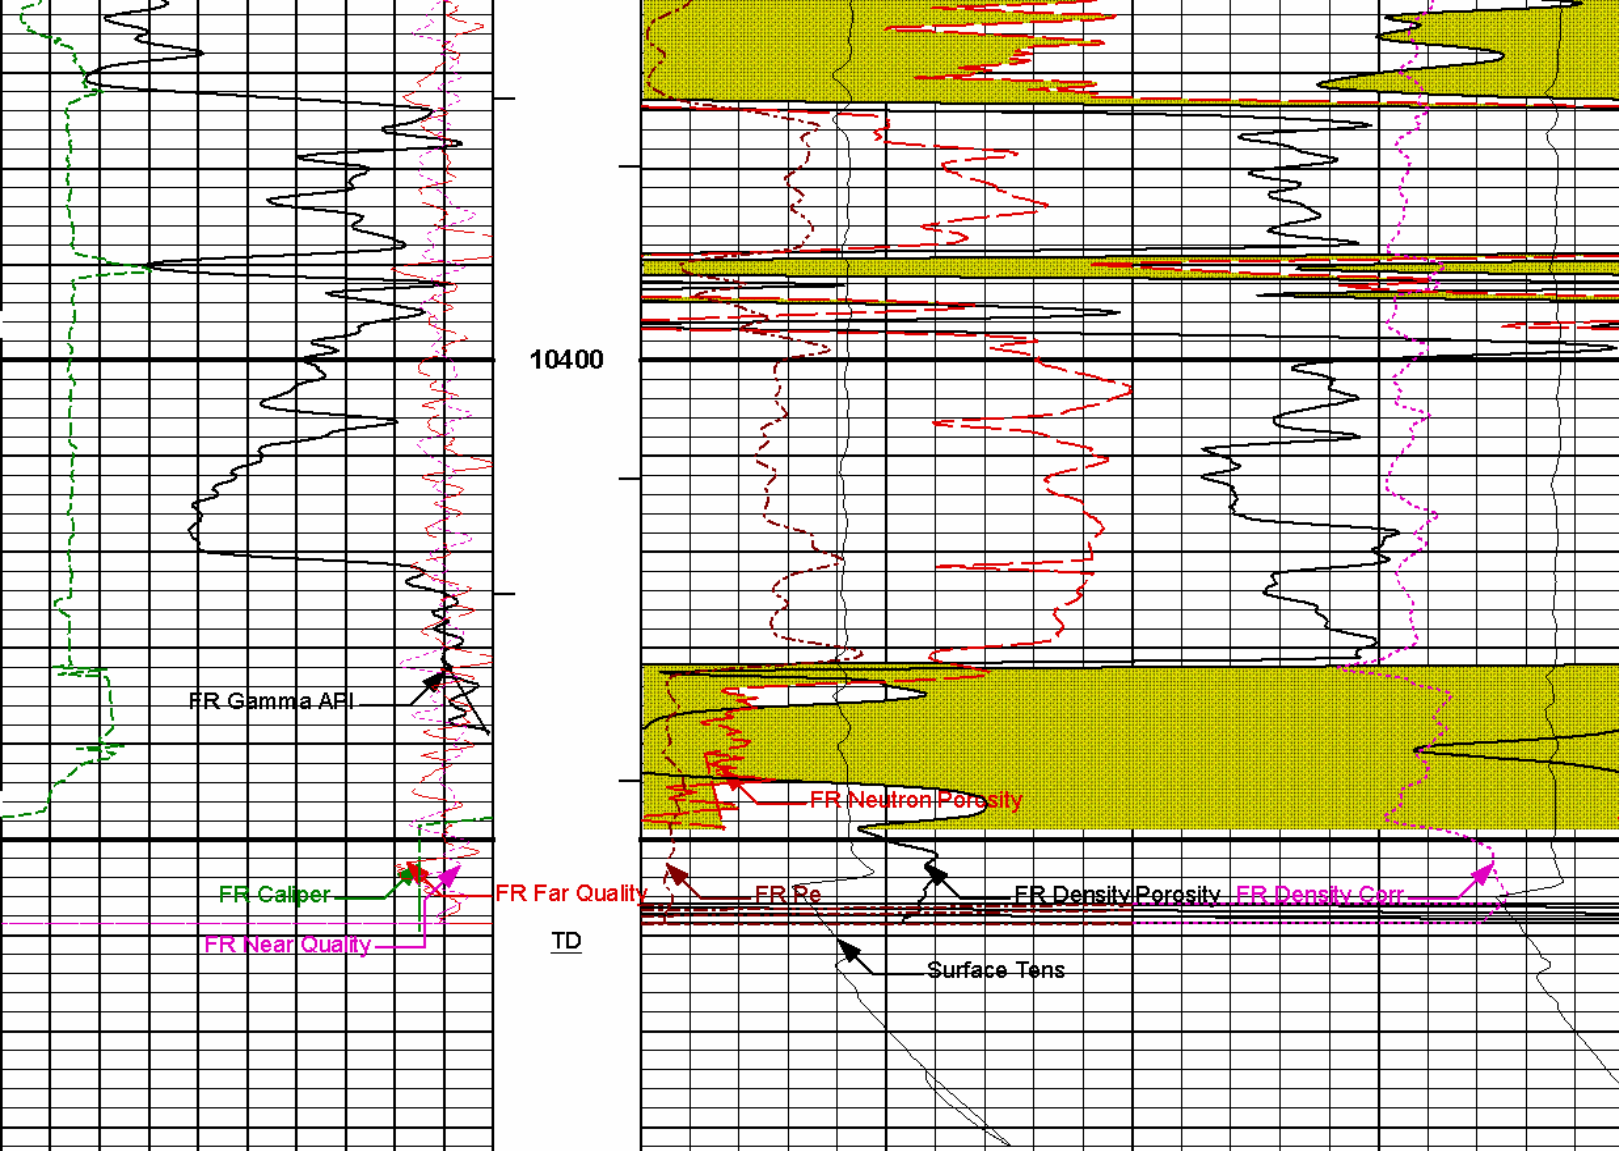 10400
FR Gamma API
FR Neutron Porosity
FR Caliper
FR Far Quality
FR Pe
FR Density Porosity
FR Density Corr
FR Near Quality
TD
Surface Tens